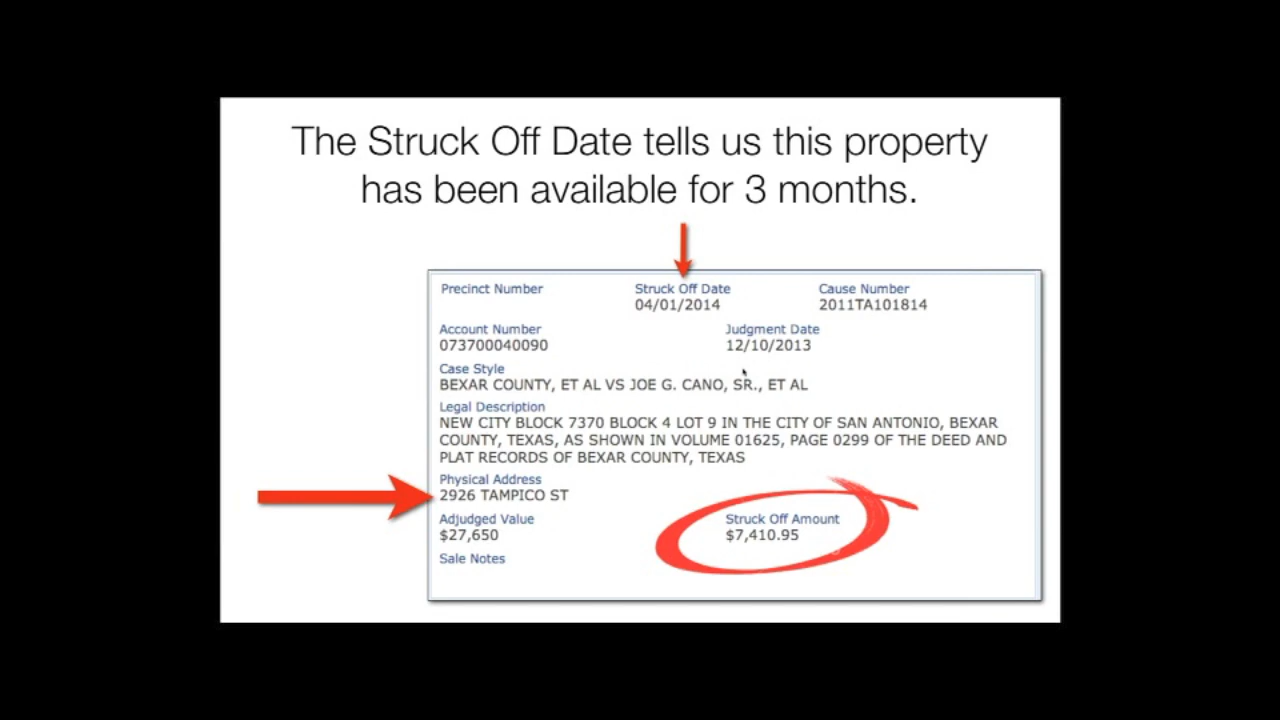 The Struck Off Date tells us this property
has been available for 3 months.
Precinct Number Struck Off Date Cause Number
04/01/2014 2011TA101814
Account Number Judgment Date
073700040090 12/10/2013
Case Style
BEXAR COUNTY, ET AL VS JOE G. CANO, SR., ET AL
Legal Description
NEW CITY BLOCK 7370 BLOCK 4 LOT 9 IN THE CITY OF SAN ANTONIO, BEXAR
COUNTY, TEXAS, AS SHOWN IN VOLUME 01625, PAGE 0299 OF THE DEED AND
PLAT RECORDS OF BEXAR COUNTY, TEXAS
Physical Address
2926 TAMPICO ST
Adjudged Value Struck Off Amount
$27,650 $7,410.95
Sale Notes